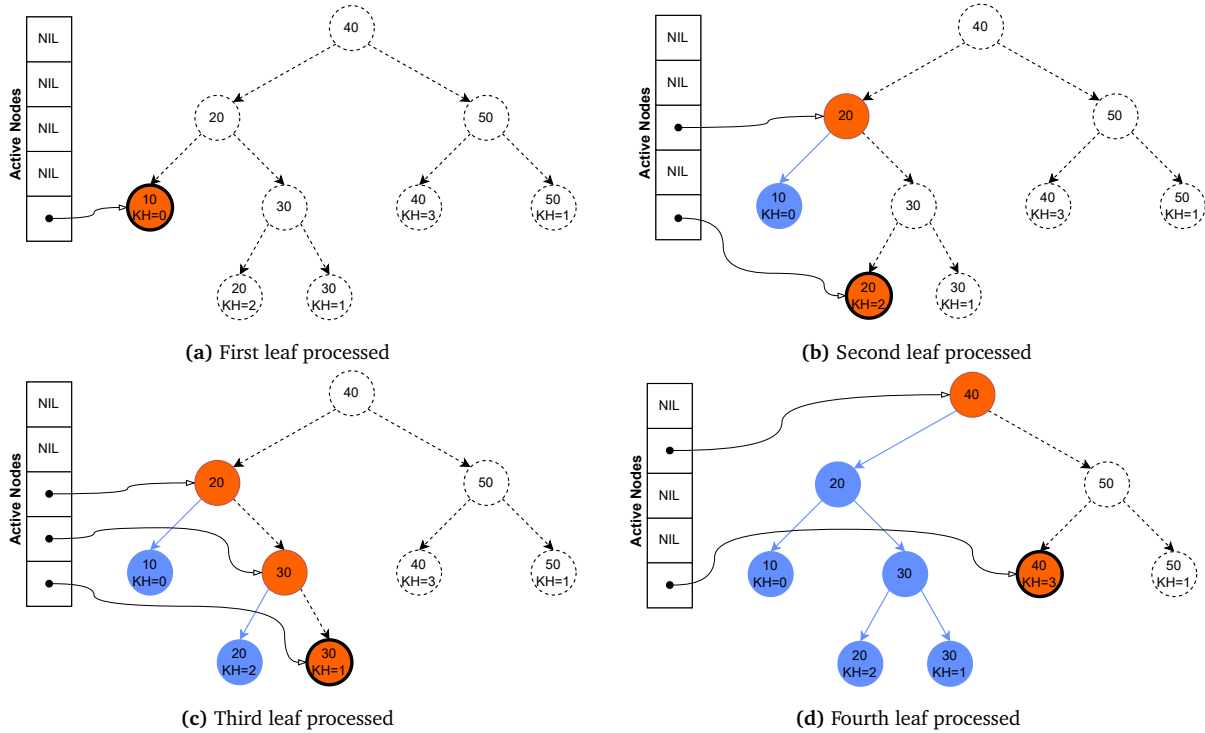 Active Nodes
NIL
NIL
NIL
NIL
40
20
50
10
KH=0
30
40
KH=3
50
KH=1
20
KH=2
30
KH=1
(a) First leaf processed
Active Nodes
NIL
NIL
NIL
40
20
50
10
KH=0
30
40
KH=3
50
KH=1
20
KH=2
30
KH=1
(b) Second leaf processed
Active Nodes
NIL
NIL
40
20
50
10
KH=0
30
40
KH=3
50
KH=1
20
KH=2
30
KH=1
(c) Third leaf processed
Active Nodes
NIL
NIL
NIL
40
20
50
10
KH=0
30
40
KH=3
50
KH=1
20
KH=2
30
KH=1
(d) Fourth leaf processed